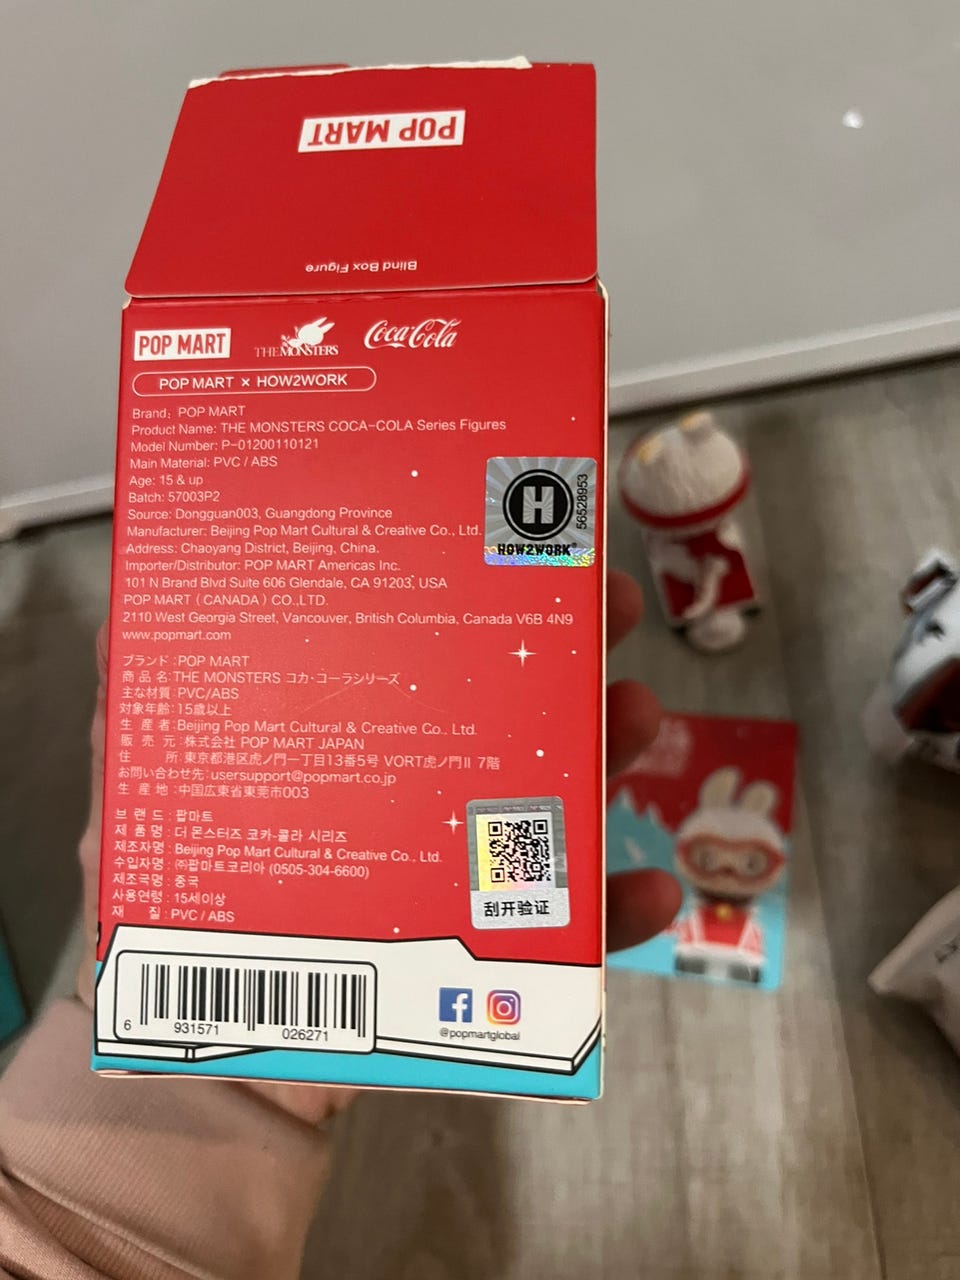 POP MART
Blind Box Figure
POP MART THE MONSTERS Coca-Cola
POP MART × HOW2WORK
Brand: POP MART
Product Name: THE MONSTERS COCA-COLA Series Figures
Model Number: P-01200110121
Main Material: PVC / ABS
Age: 15 & up
Batch: 57003P2
Source: Dongguan003, Guangdong Province
Manufacturer: Beijing Pop Mart Cultural & Creative Co., Ltd.
Address: Chaoyang District, Beijing, China.
Importer/Distributor: POP MART Americas Inc.
101 N Brand Blvd Suite 606 Glendale, CA 91203, USA
POP MART ( CANADA ) CO.,LTD.
2110 West Georgia Street, Vancouver, British Columbia, Canada V6B 4N9
www.popmart.com
H
HOW2WORK
56528953
ブランド:POP MART
商品名:THE MONSTERS コカ・コーラシリーズ
主な材質:PVC/ABS
対象年齢:15歳以上
生産者:Beijing Pop Mart Cultural & Creative Co., Ltd.
販売元:株式会社 POP MART JAPAN
住所:東京都港区虎ノ門一丁目13番5号 VORT虎ノ門II 7階
お問い合わせ先:usersupport@popmart.co.jp
生産地:中国広東省東莞市003
브랜드:팝마트
제품명:더 몬스터즈 코카-콜라 시리즈
제조자명:Beijing Pop Mart Cultural & Creative Co., Ltd.
수입자명:㈜팝마트코리아 (0505-304-6600)
제조국명:중국
사용연령:15세이상
재질:PVC / ABS
刮开验证
6 931571 026271
@popmartglobal